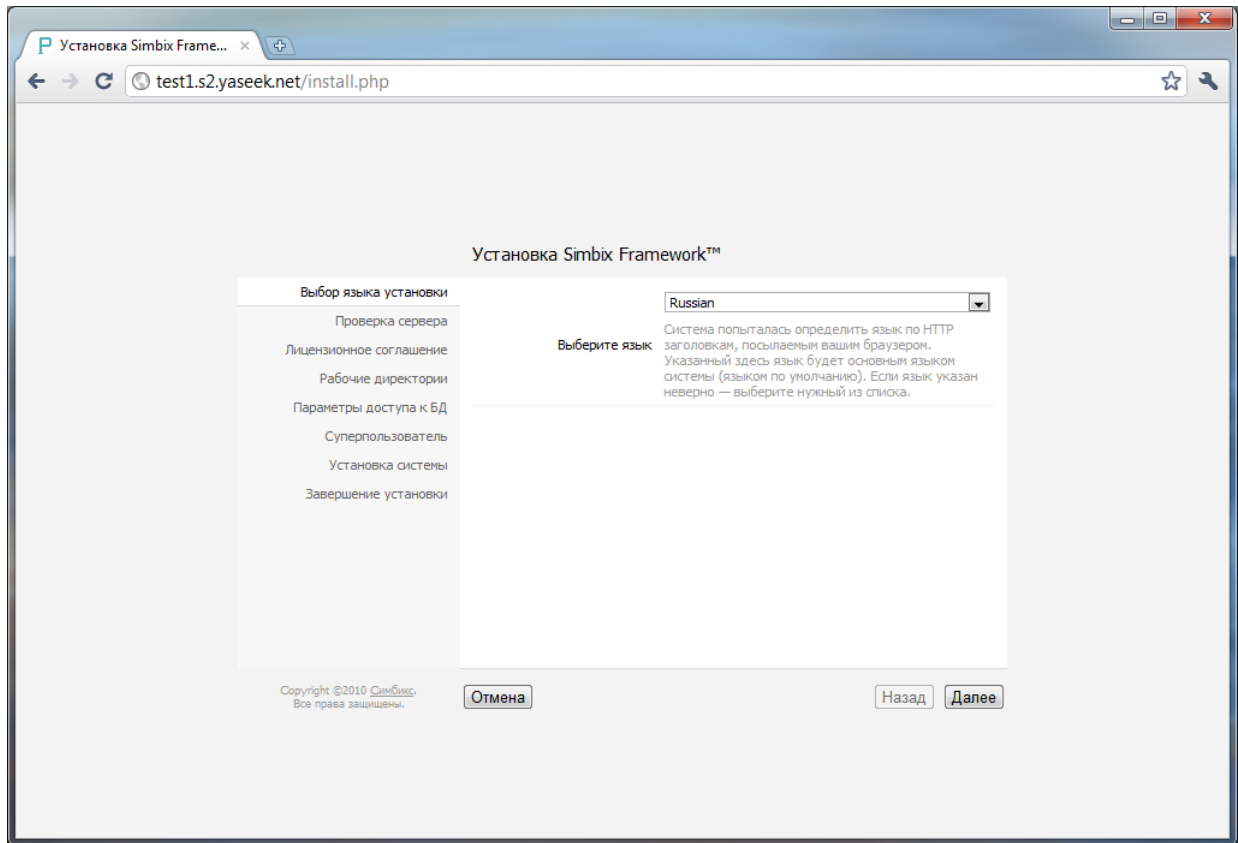 Установка Simbix Frame...
test1.s2.yaseek.net/install.php
Установка Simbix Framework™
Выбор языка установки
Проверка сервера
Лицензионное соглашение
Рабочие директории
Параметры доступа к БД
Суперпользователь
Установка системы
Завершение установки
Выберите язык
Russian
Система попыталась определить язык по HTTP
заголовкам, посылаемым вашим браузером.
Указанный здесь язык будет основным языком
системы (языком по умолчанию). Если язык указан
неверно — выберите нужный из списка.
Copyright ©2010 Симбикс.
Все права защищены.
Отмена
Назад
Далее